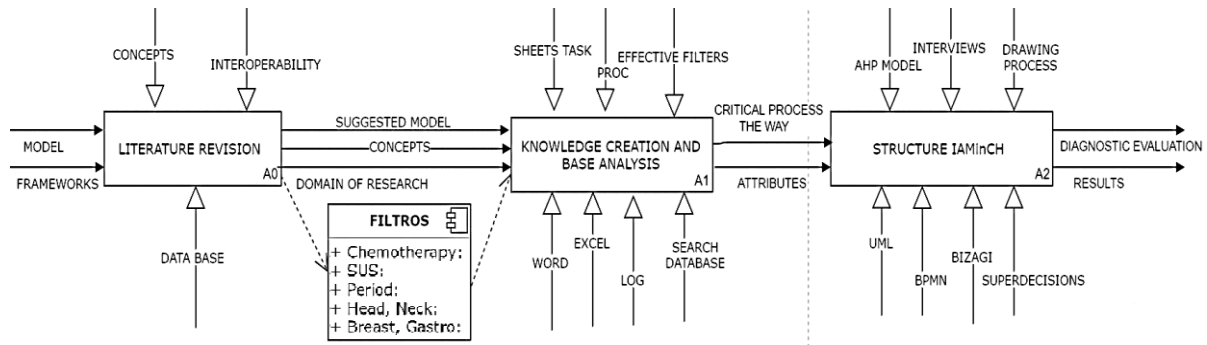 CONCEPTS
INTEROPERABILITY
MODEL
FRAMEWORKS
LITERATURE REVISION
A0
DATA BASE
SUGGESTED MODEL
CONCEPTS
DOMAIN OF RESEARCH
FILTROS
+ Chemotherapy:
+ SUS:
+ Period:
+ Head, Neck:
+ Breast, Gastro:
SHEETS TASK
PROC
EFFECTIVE FILTERS
KNOWLEDGE CREATION AND
BASE ANALYSIS
A1
WORD
EXCEL
LOG
SEARCH
DATABASE
CRITICAL PROCESS
THE WAY
ATTRIBUTES
AHP MODEL
INTERVIEWS
DRAWING
PROCESS
STRUCTURE IAMInCH
A2
UML
BPMN
BIZAGI
SUPERDECISIONS
DIAGNOSTIC EVALUATION
RESULTS